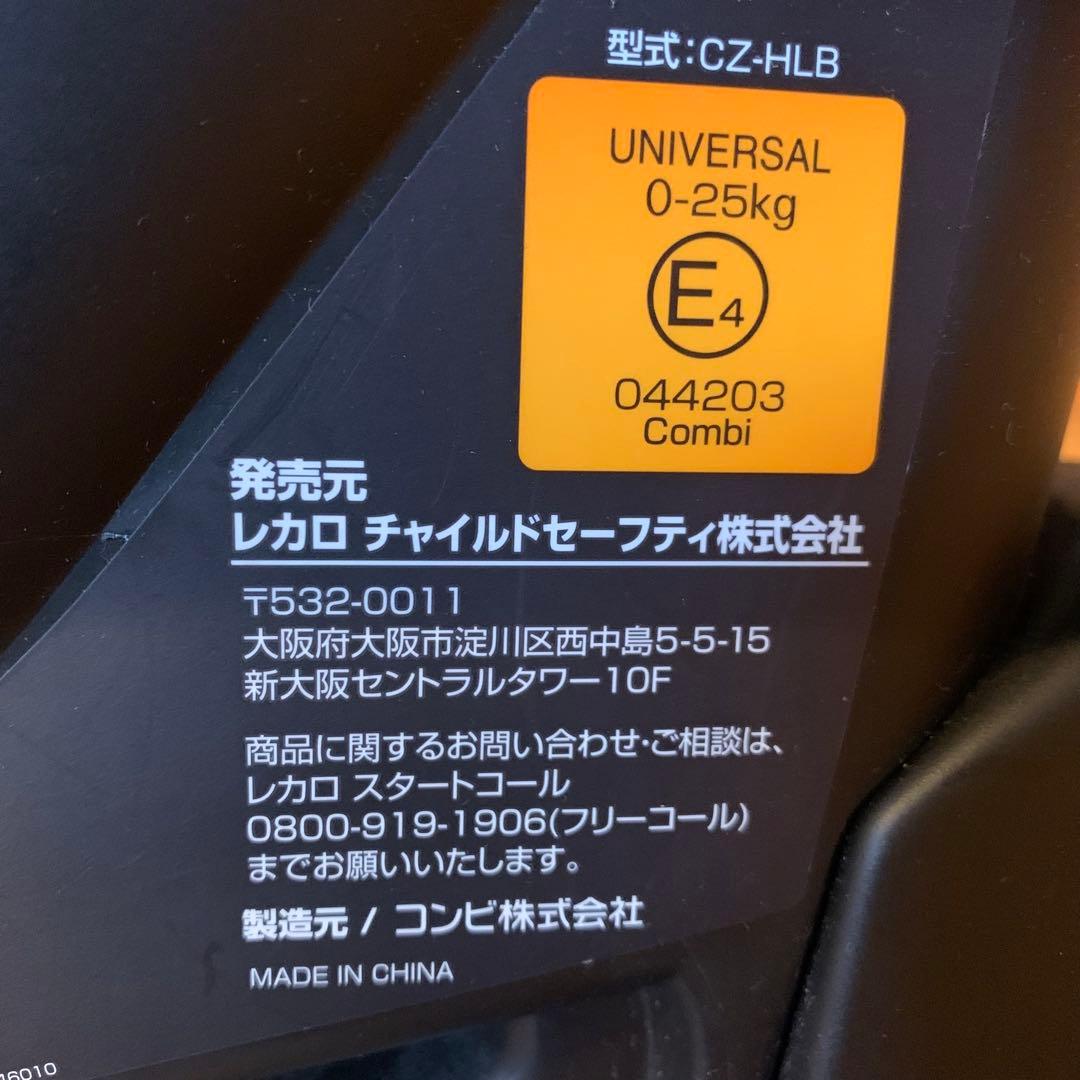 型式:CZ-HLB
UNIVERSAL
0-25kg
E4
044203
Combi
発売元
レカロ チャイルドセーフティ株式会社
〒532-0011
大阪府大阪市淀川区西中島5-5-15
新大阪セントラルタワー10F
商品に関するお問い合わせ・ご相談は、
レカロ スタートコール
0800-919-1906(フリーコール)
までお願いいたします。
製造元 / コンビ株式会社
MADE IN CHINA